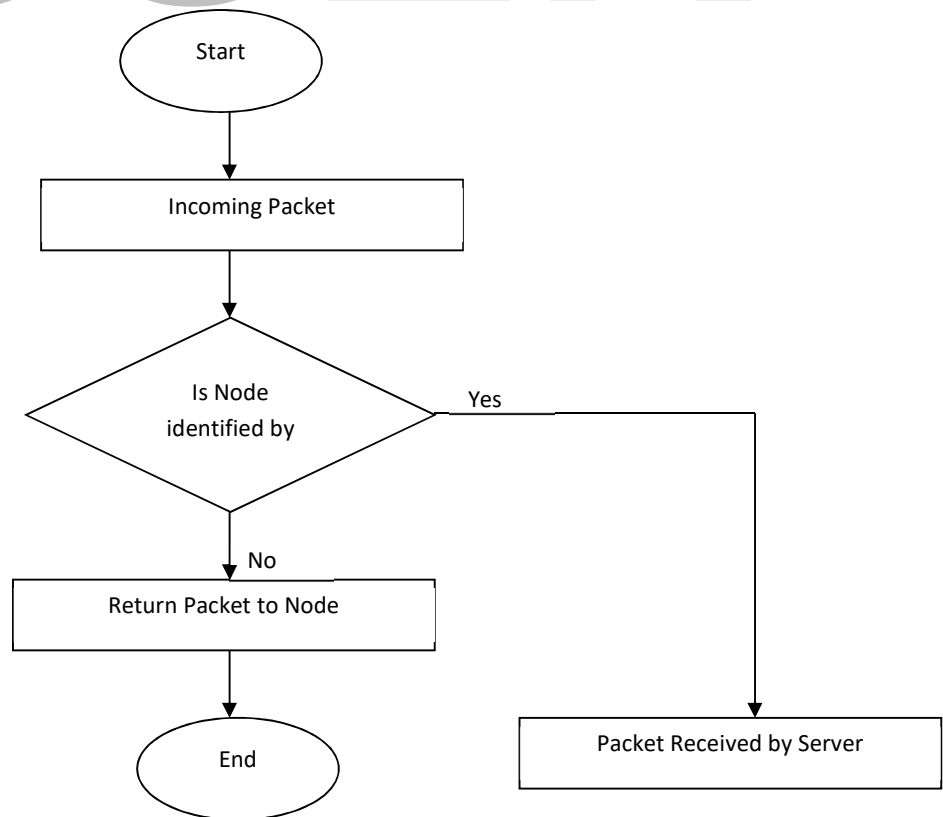 Start
Incoming Packet
Is Node
identified by
Yes
No
Return Packet to Node
End
Packet Received by Server